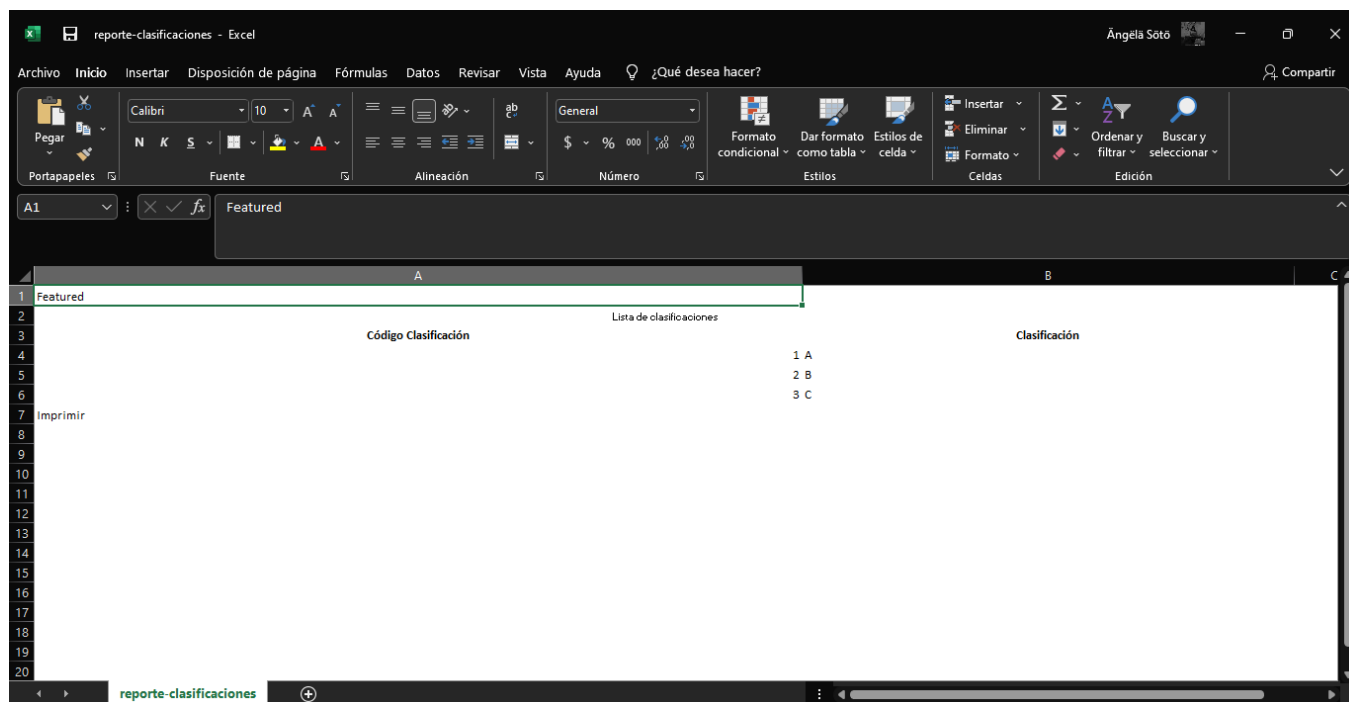 reporte-clasificaciones - Excel
Ängëlä Sötö
Archivo Inicio Insertar Disposición de página Fórmulas Datos Revisar Vista Ayuda ¿Qué desea hacer? Compartir
Pegar
Portapapeles
Calibri 10 A A
N K S A
Fuente
ab
Alineación
General
$ % 000
Número
Formato condicional
Dar formato como tabla
Estilos de celda
Estilos
Insertar
Eliminar
Formato
Celdas
Ordenar y filtrar
Buscar y seleccionar
Edición
A1 fx Featured
A B C
1 Featured
2 Lista de clasificaciones
3 Código Clasificación Clasificación
4 1 A
5 2 B
6 3 C
7 Imprimir
8
9
10
11
12
13
14
15
16
17
18
19
20
reporte-clasificaciones